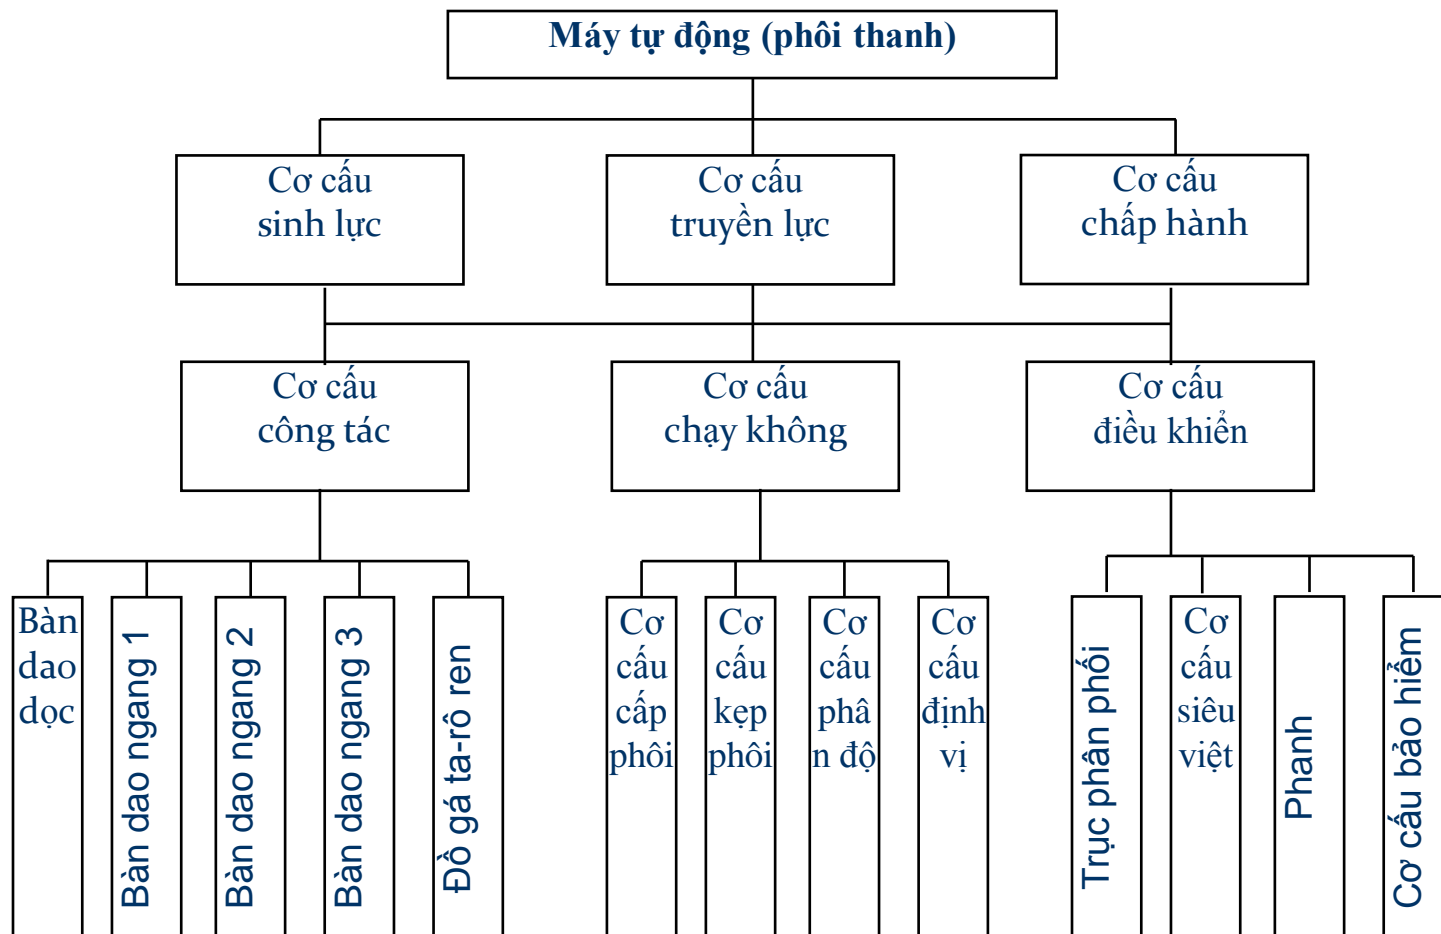 Máy tự động (phôi thanh)
Cơ cấu
sinh lực
Cơ cấu
truyền lực
Cơ cấu
chấp hành
Cơ cấu
công tác
Cơ cấu
chạy không
Cơ cấu
điều khiển
Bàn
dao
dọc
Bàn dao ngang 1
Bàn dao ngang 2
Bàn dao ngang 3
Đồ gá ta-rô ren
Cơ
cấu
cấp
phôi
Cơ
cấu
kẹp
phôi
Cơ
cấu
phâ
n độ
Cơ
cấu
định
vị
Trục phân phối
Cơ
cấu
siêu
việt
Phanh
Cơ cấu bảo hiểm